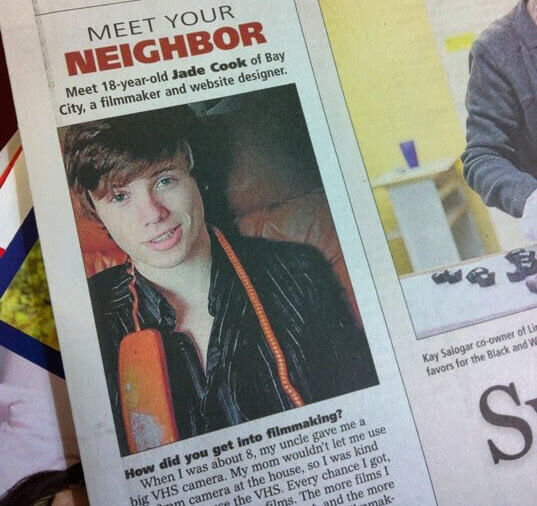 MEET YOUR
NEIGHBOR
Meet 18-year-old Jade Cook of Bay
City, a filmmaker and website designer.
How did you get into filmmaking?
When I was about 8, my uncle gave me a
big VHS camera. My mom wouldn't let me use
camera at the house, so I was kind
the VHS. Every chance I got,
films. The more films I
and the more
Kay Salogar co-owner of
favors for the Black and W